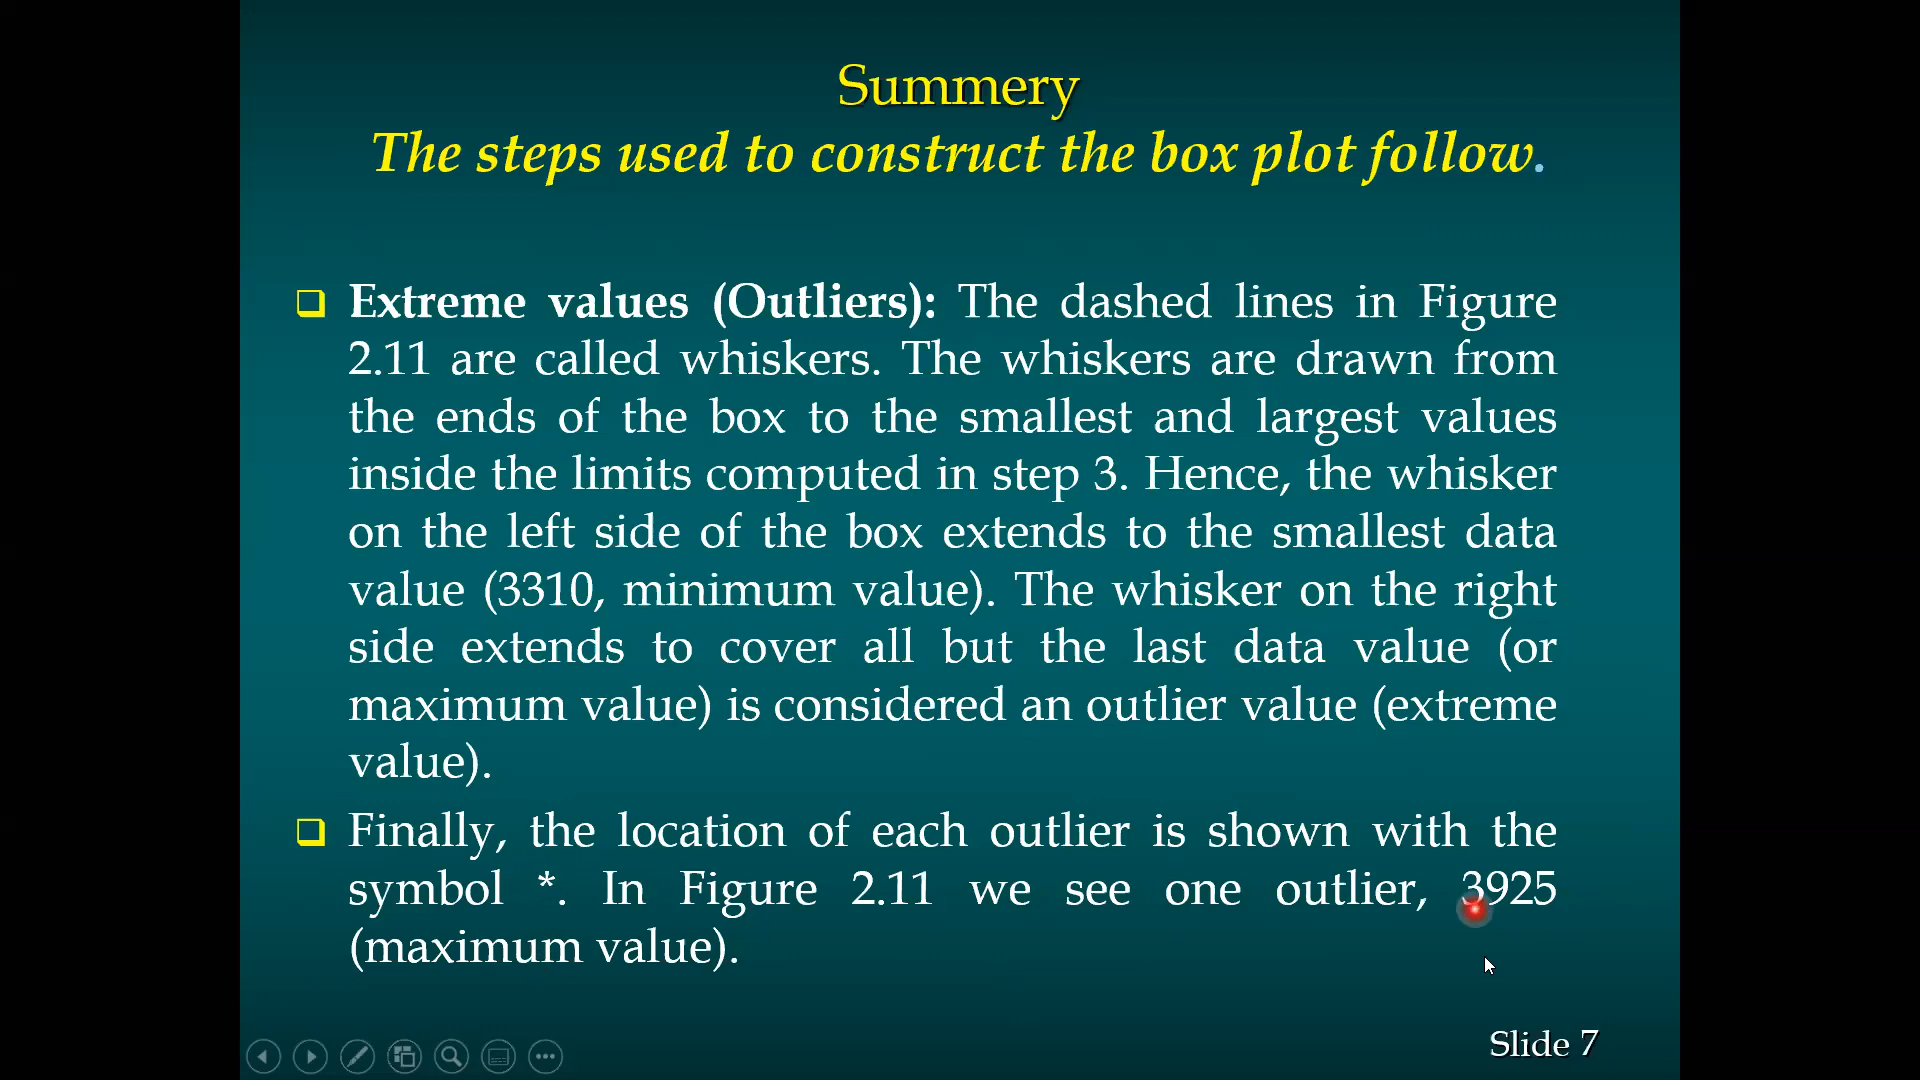 Summery
The steps used to construct the box plot follow.
❑ Extreme values (Outliers): The dashed lines in Figure
2.11 are called whiskers. The whiskers are drawn from
the ends of the box to the smallest and largest values
inside the limits computed in step 3. Hence, the whisker
on the left side of the box extends to the smallest data
value (3310, minimum value). The whisker on the right
side extends to cover all but the last data value (or
maximum value) is considered an outlier value (extreme
value).
❑ Finally, the location of each outlier is shown with the
symbol *. In Figure 2.11 we see one outlier, 3925
(maximum value).
Slide 7